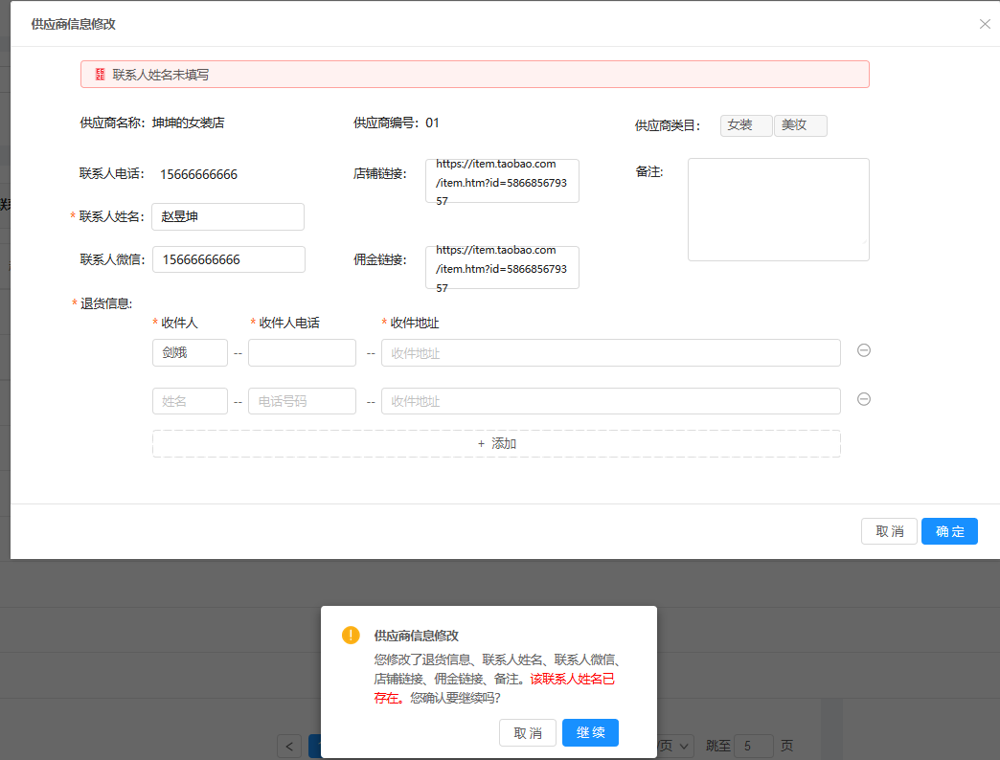 供应商信息修改
联系人姓名未填写
供应商名称: 坤坤的女装店 供应商编号: 01 供应商类目: 女装 美妆
联系人电话: 15666666666 店铺链接: https://item.taobao.com 备注:
/item.htm?id=5866856793
57
* 联系人姓名: 赵昱坤
联系人微信: 15666666666 佣金链接: https://item.taobao.com
/item.htm?id=5866856793
57
* 退货信息:
* 收件人 * 收件人电话 * 收件地址
剑娥 -- -- 收件地址
姓名 -- 电话号码 -- 收件地址
+ 添加
取消 确定
供应商信息修改
您修改了退货信息、联系人姓名、联系人微信、
店铺链接、佣金链接、备注。该联系人姓名已
存在。您确认要继续吗?
取消 继续
< 页 跳至 5 页